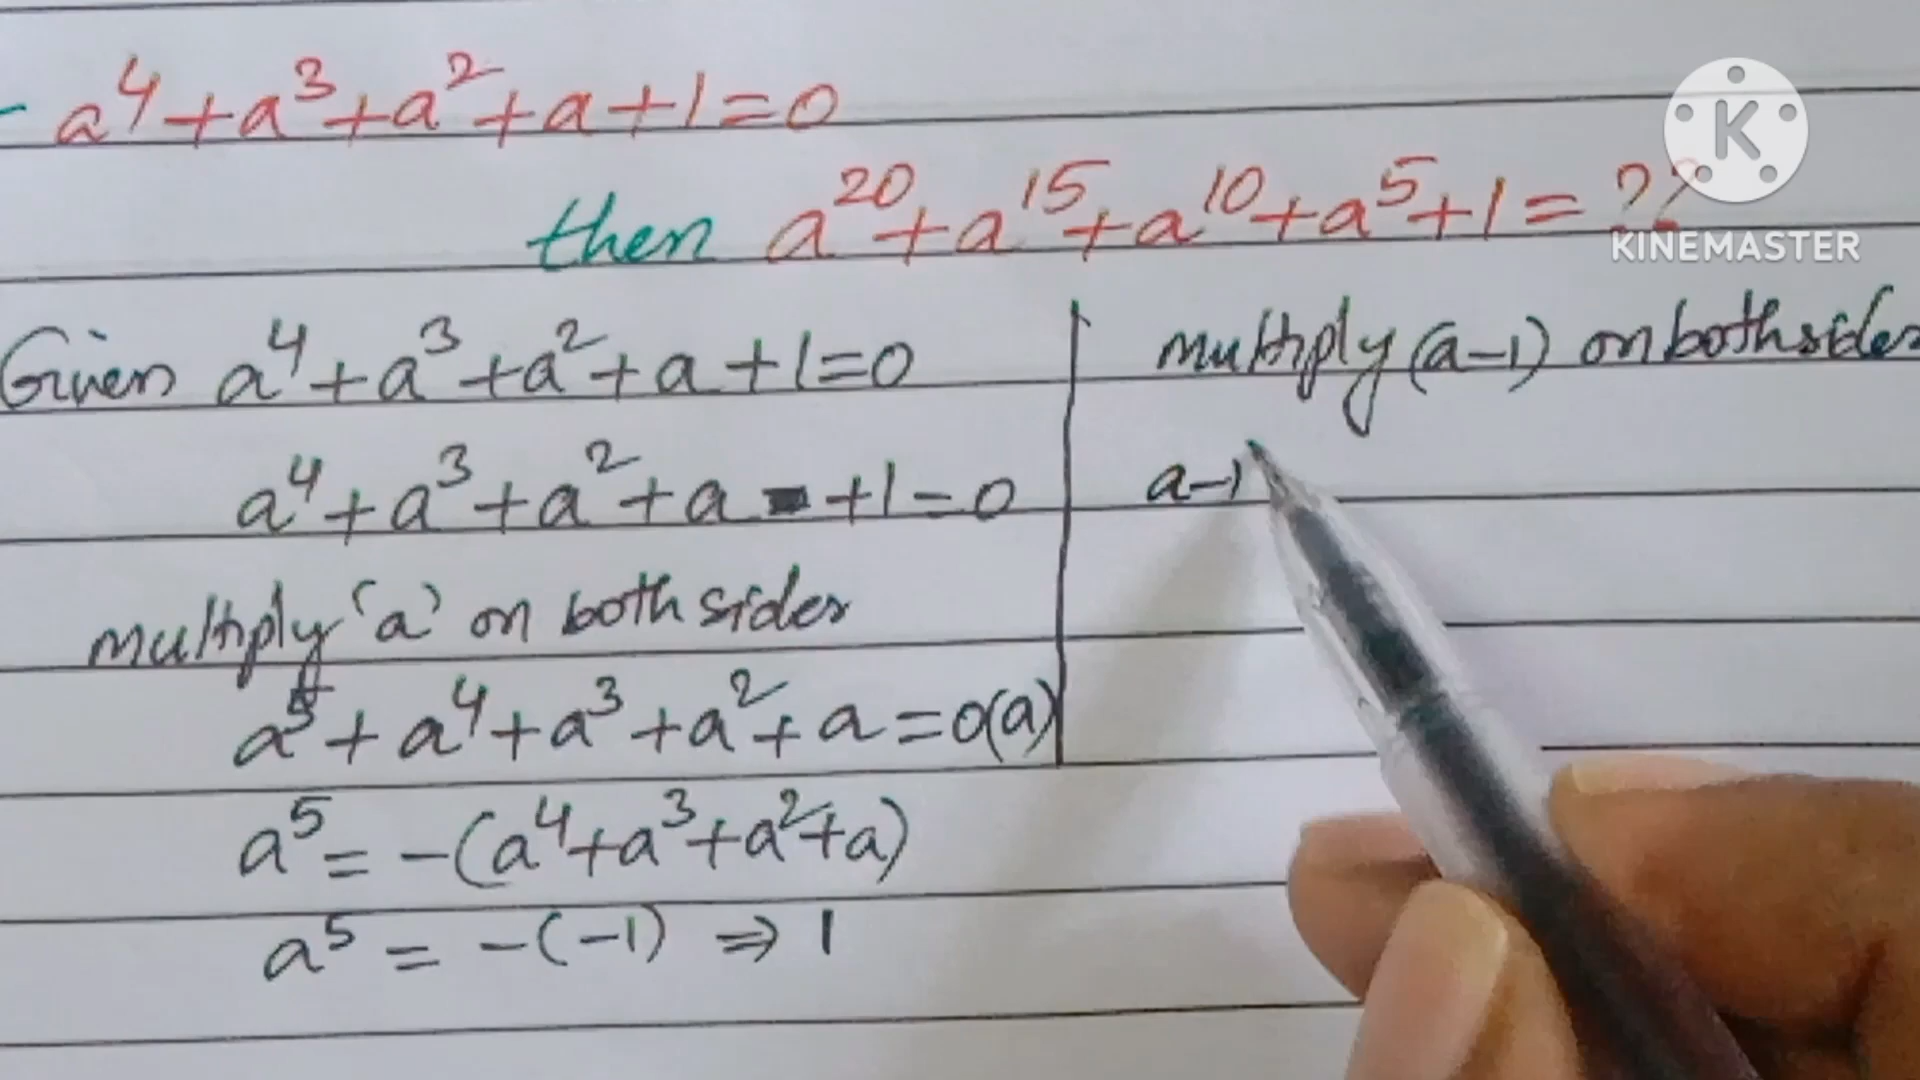 a⁴+a³+a²+a+1=0
then a²⁰+a¹⁵+a¹⁰+a⁵+1=??
K
KINEMASTER
Given a⁴+a³+a²+a+1=0
a⁴+a³+a²+a +1=0
multiply 'a' on both sides
a⁵+a⁴+a³+a²+a=0(a)
a⁵=-(a⁴+a³+a²+a)
a⁵=-(-1)⇒1
multiply (a-1) on both sides
a-1